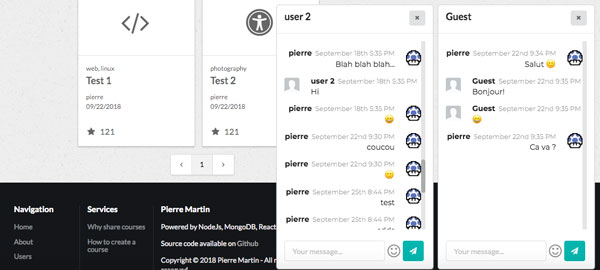 web, linux
Test 1
pierre
09/22/2018
121
photography
Test 2
pierre
09/22/2018
121
1
Navigation
Home
About
Users
Services
Why share courses
How to create a
course
Pierre Martin
Powered by NodeJs, MongoDB, React
Source code available on Github
Copyright © 2018 Pierre Martin - All r
reserved
user 2
pierre September 18th 5:35 PM
Blah blah blah...
user 2 September 18th 5:35 PM
Hi
pierre September 18th 5:35 PM
pierre September 22nd 9:30 PM
coucou
pierre September 22nd 9:30 PM
pierre September 25th 8:44 PM
test
pierre September 25th 8:44 PM
Your message...
Guest
pierre September 22nd 9:34 PM
Salut
Guest September 22nd 9:35 PM
Bonjour!
Guest September 22nd 9:35 PM
pierre September 22nd 9:35 PM
Ca va ?
Your message...